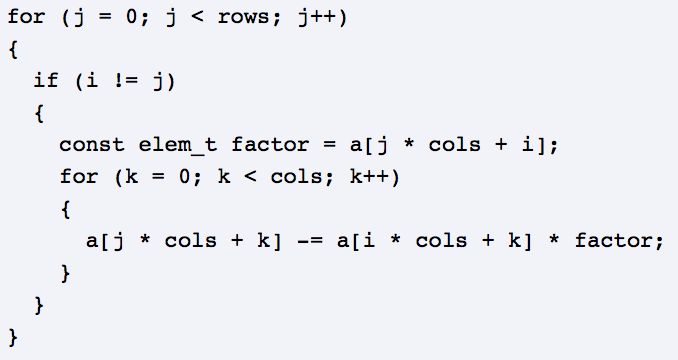 for (j = 0; j < rows; j++)
{
  if (i != j)
  {
    const elem_t factor = a[j * cols + i];
    for (k = 0; k < cols; k++)
    {
      a[j * cols + k] -= a[i * cols + k] * factor;
    }
  }
}